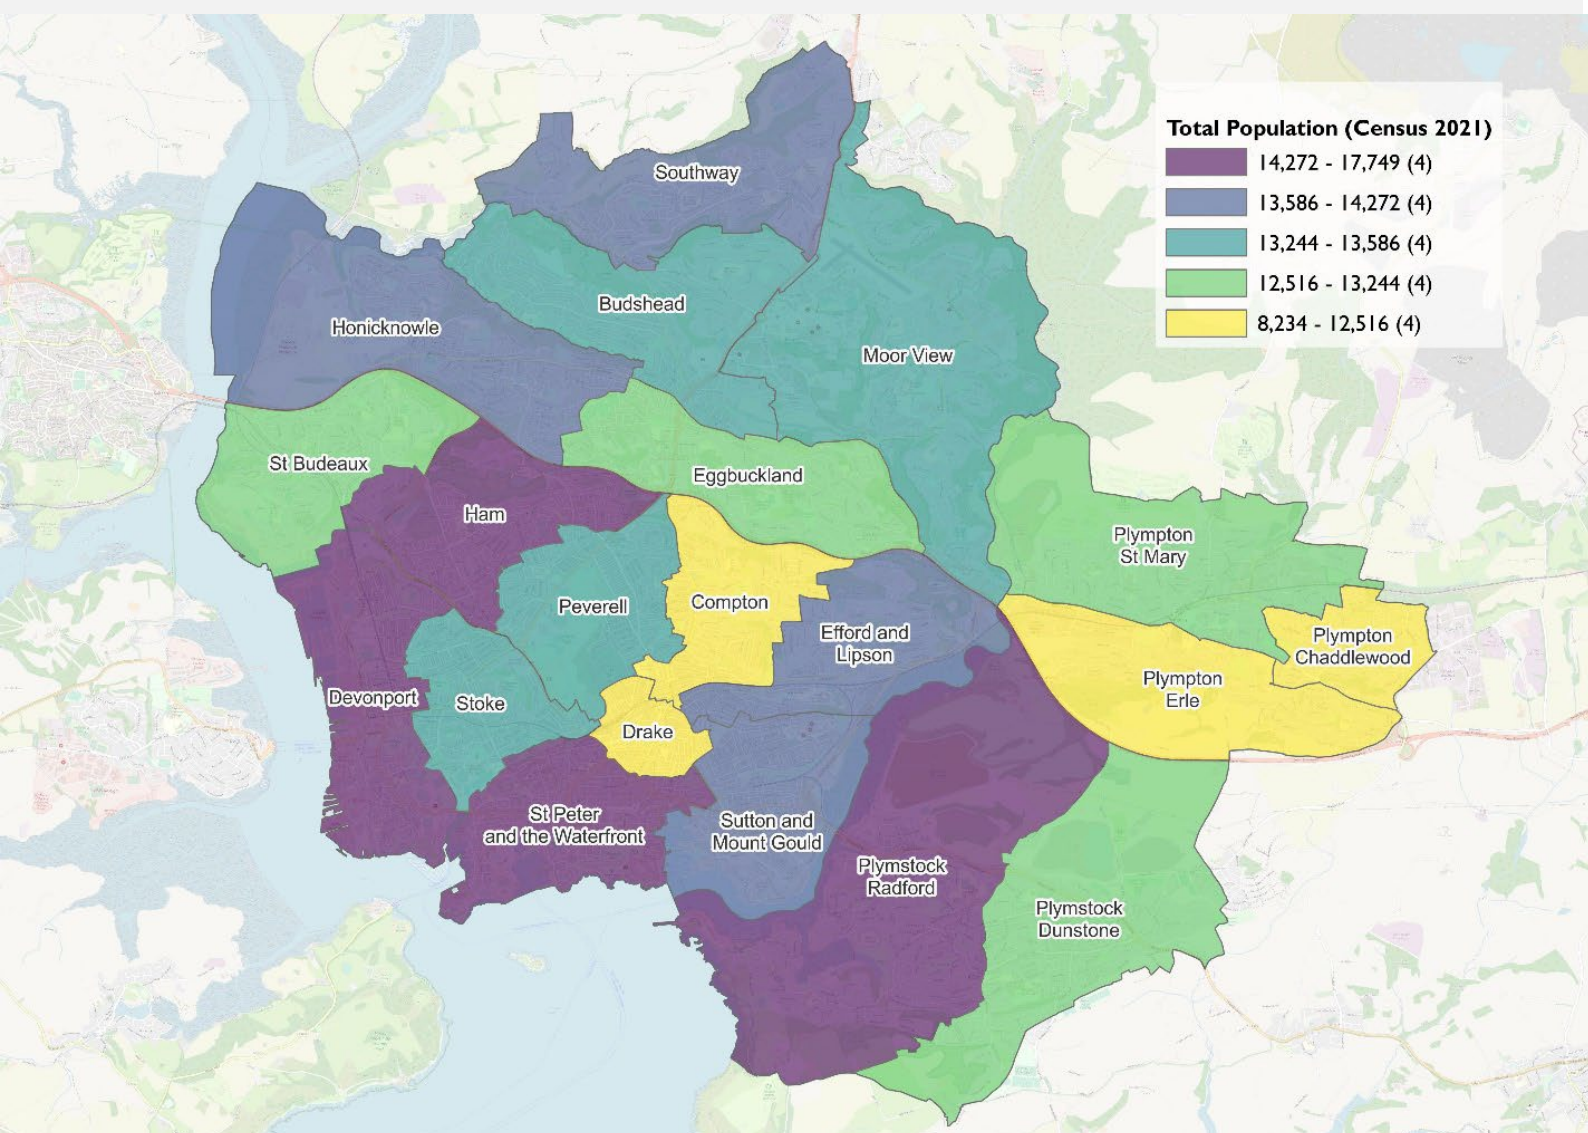 Total Population (Census 2021)
14,272 - 17,749 (4)
13,586 - 14,272 (4)
13,244 - 13,586 (4)
12,516 - 13,244 (4)
8,234 - 12,516 (4)
Southway
Budshead
Honicknowle
Moor View
St Budeaux
Eggbuckland
Ham
Plympton
St Mary
Peverell
Compton
Efford and
Lipson
Plympton
Chaddlewood
Devonport
Stoke
Plympton
Erle
Drake
St Peter
and the Waterfront
Sutton and
Mount Gould
Plymstock
Radford
Plymstock
Dunstone